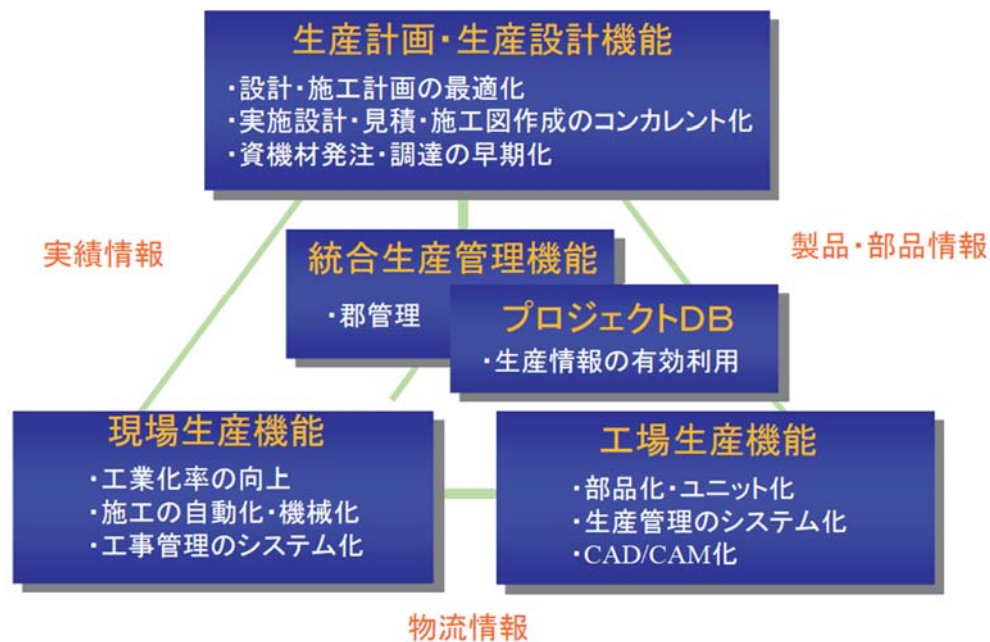 生産計画・生産設計機能
・設計・施工計画の最適化
・実施設計・見積・施工図作成のコンカレント化
・資機材発注・調達の早期化
実績情報
製品・部品情報
統合生産管理機能
・郡管理
プロジェクトDB
・生産情報の有効利用
現場生産機能
・工業化率の向上
・施工の自動化・機械化
・工事管理のシステム化
工場生産機能
・部品化・ユニット化
・生産管理のシステム化
・CAD/CAM化
物流情報